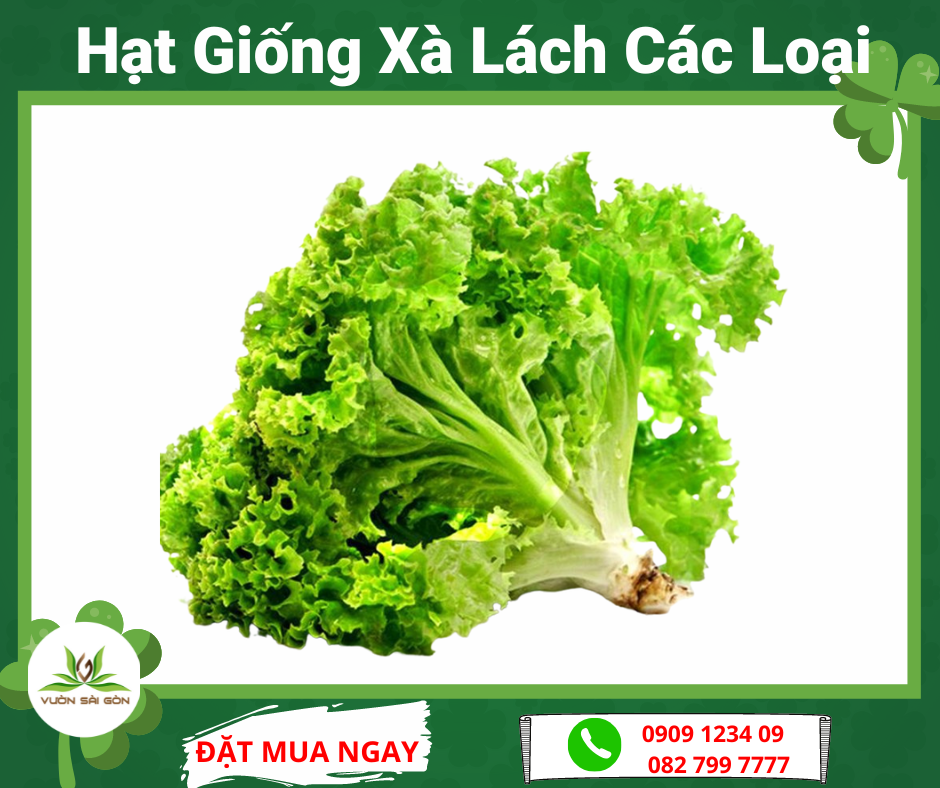 Hạt Giống Xà Lách Các Loại
VƯỜN SÀI GÒN
ĐẶT MUA NGAY
0909 1234 09
082 799 7777